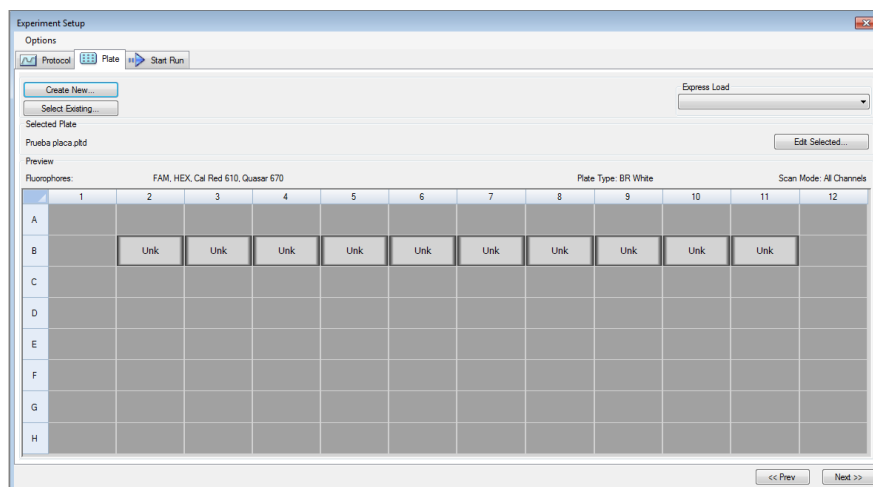 Experiment Setup
Options
Protocol Plate Start Run
Create New...
Express Load
Select Existing...
Selected Plate
Prueba placa.pltd
Edit Selected...
Preview
Fluorophores: FAM, HEX, Cal Red 610, Quasar 670 Plate Type: BR White Scan Mode: All Channels
1 2 3 4 5 6 7 8 9 10 11 12
A
B Unk Unk Unk Unk Unk Unk Unk Unk Unk Unk
C
D
E
F
G
H
<< Prev Next >>